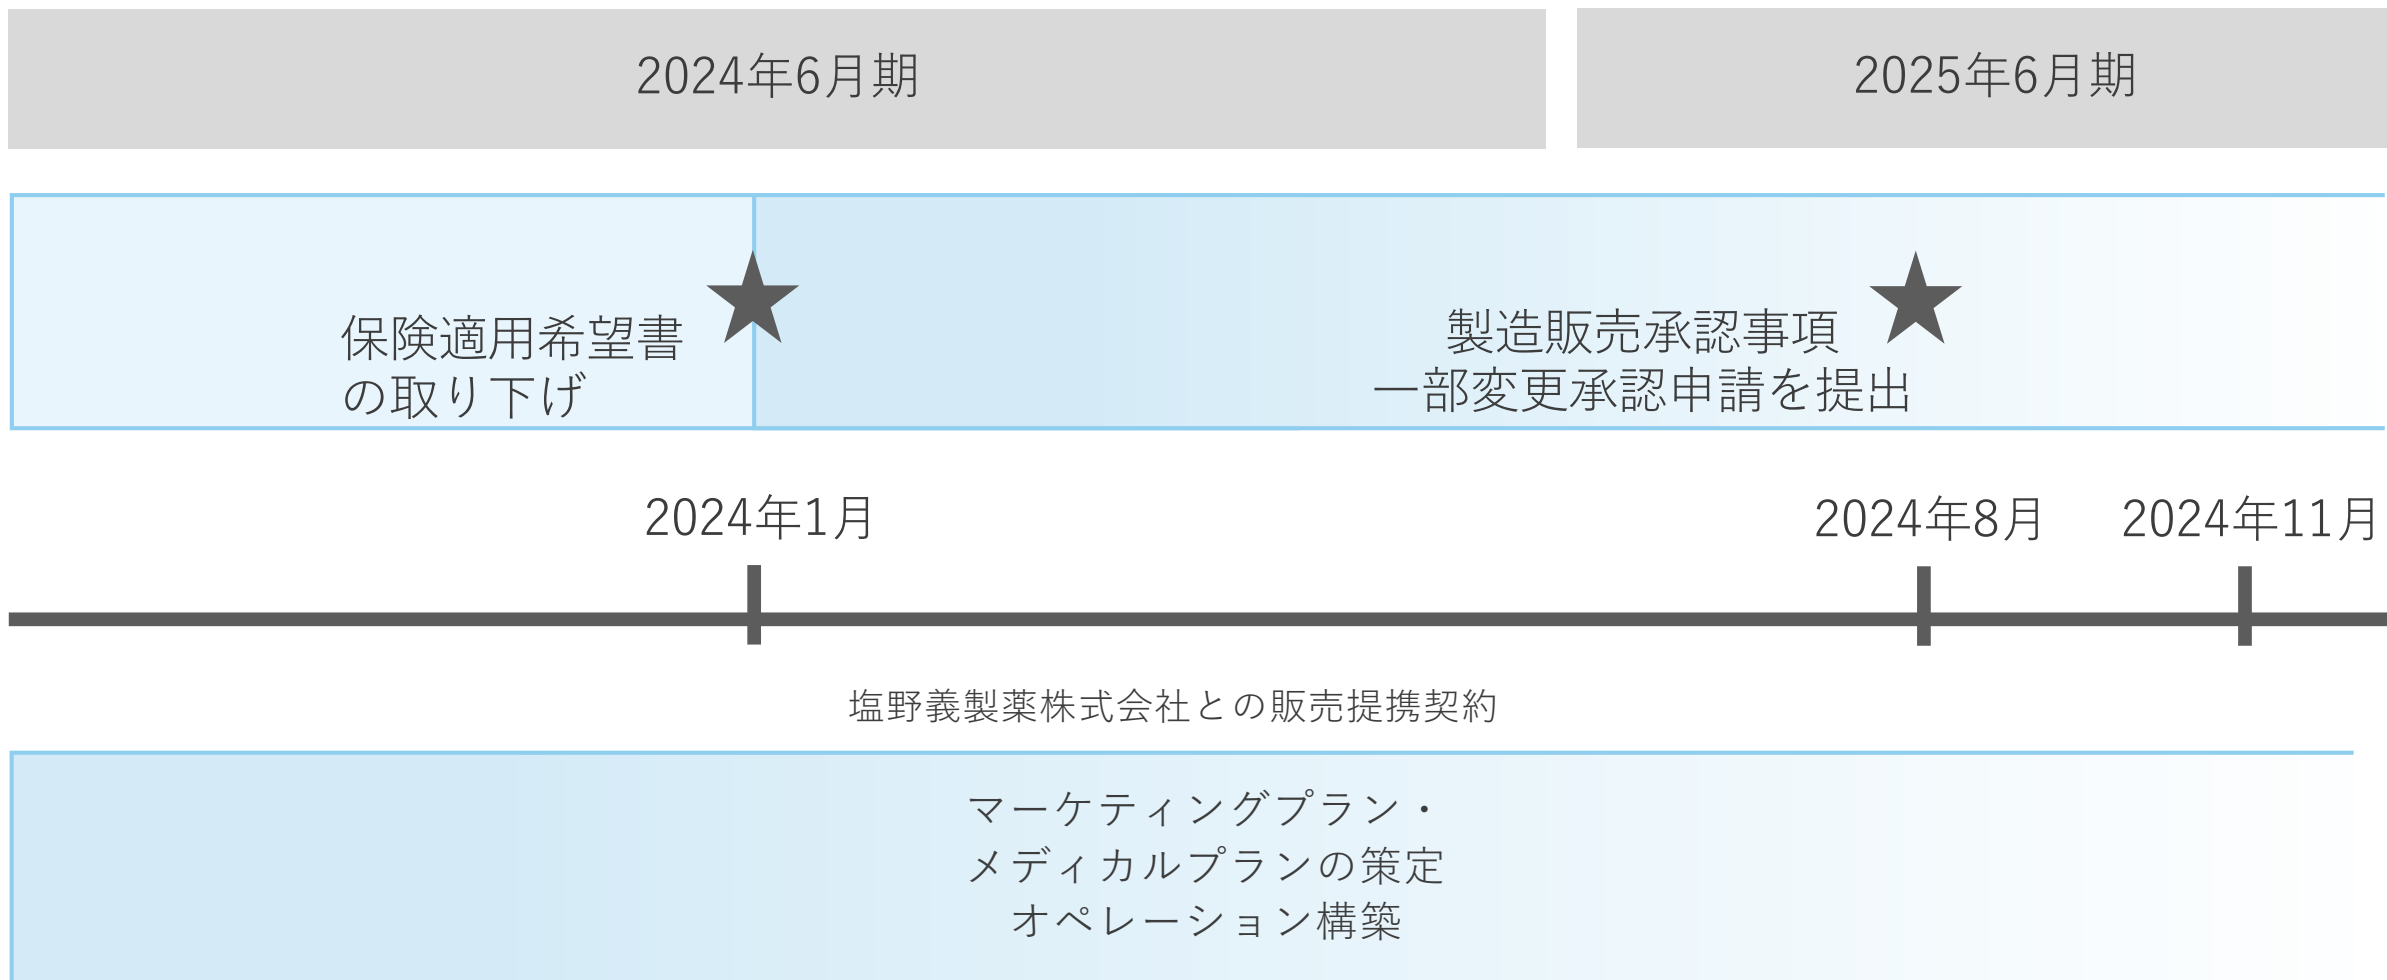 2024年6月期
2025年6月期
保険適用希望書
の取り下げ
製造販売承認事項
一部変更承認申請を提出
2024年1月
2024年8月
2024年11月
塩野義製薬株式会社との販売提携契約
マーケティングプラン・
メディカルプランの策定
オペレーション構築